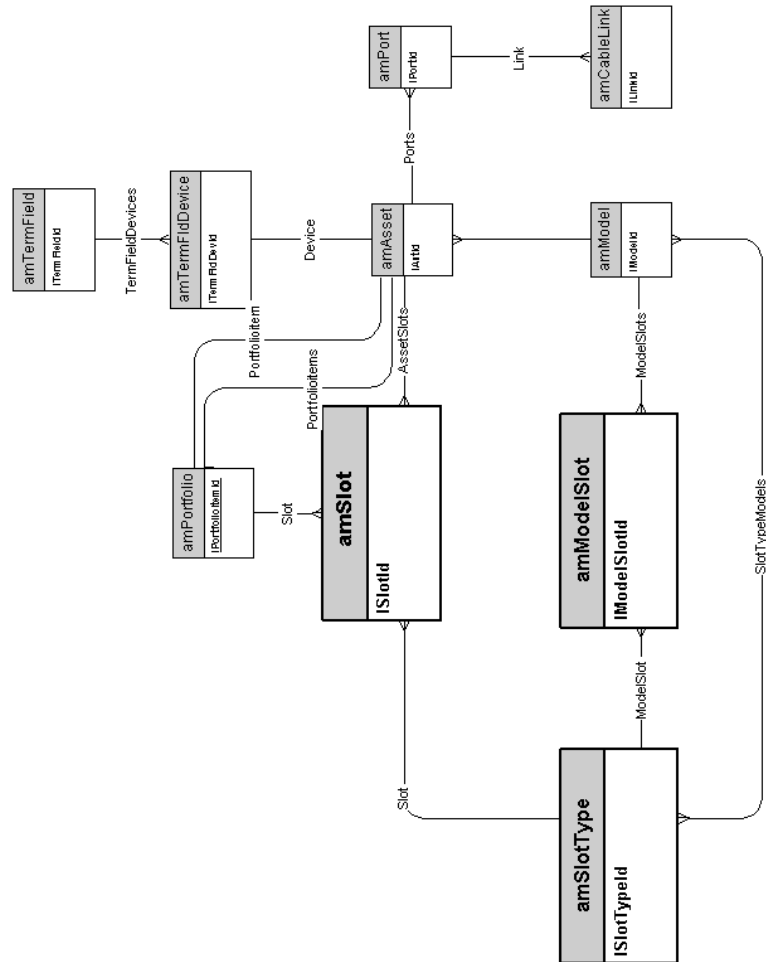 amTermField
lTermFieldId
TermFieldDevices
amTermFldDevice
lTermFldDevId
amPortfolio
lPortfolioItemId
Portfolioitem
Slot
Device
Portfolioitems
amSlot
lSlotId
AssetSlots
amAsset
lAstId
Ports
amPort
lPortId
Slot
Link
amSlotType
lSlotTypeId
ModelSlot
amModelSlot
lModelSlotId
ModelSlots
amModel
lModelId
amCableLink
lLinkId
SlotTypeModels